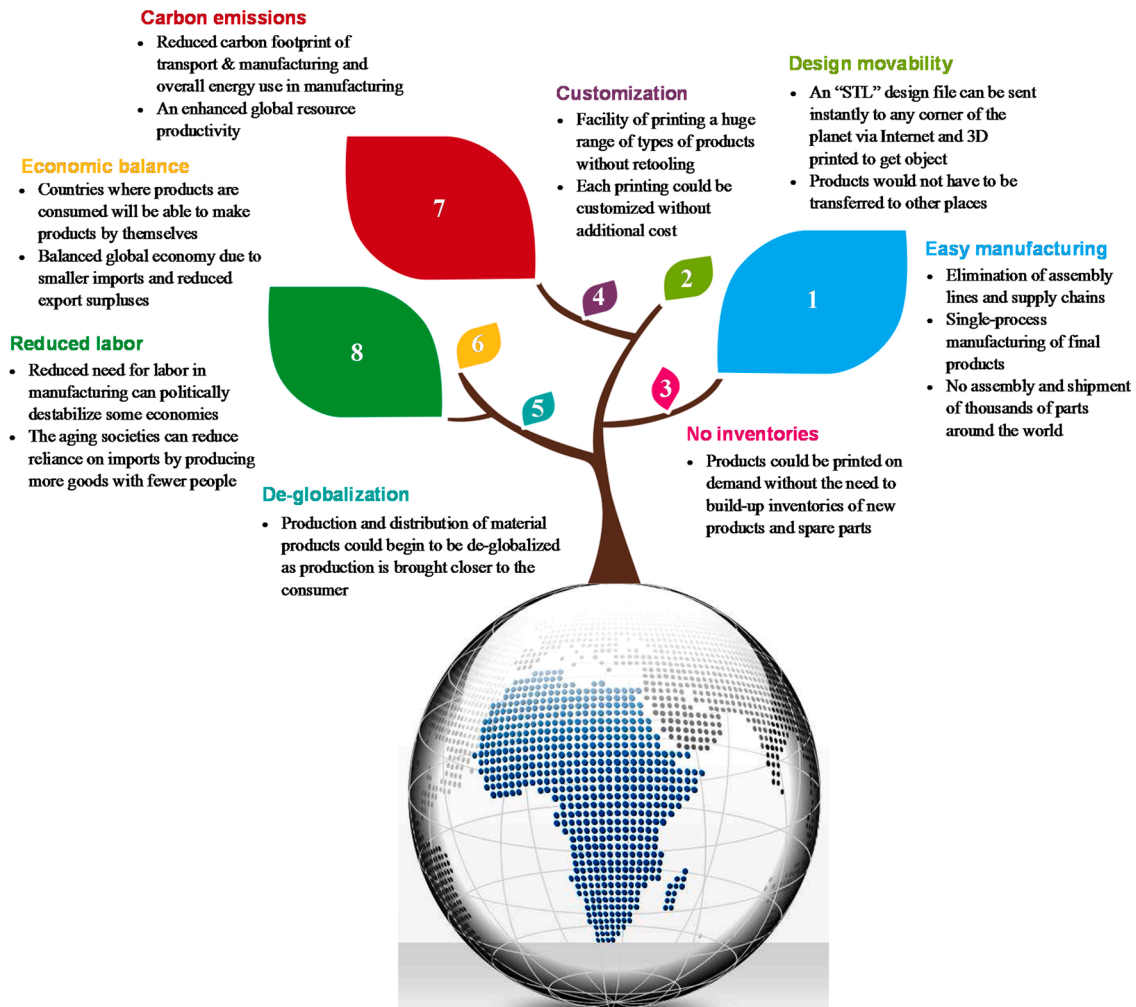 Carbon emissions
• Reduced carbon footprint of
transport & manufacturing and
overall energy use in manufacturing
• An enhanced global resource
productivity
Design movability
• An “STL” design file can be sent
instantly to any corner of the
planet via Internet and 3D
printed to get object
• Products would not have to be
transferred to other places
Customization
• Facility of printing a huge
range of types of products
without retooling
• Each printing could be
customized without
additional cost
Economic balance
• Countries where products are
consumed will be able to make
products by themselves
• Balanced global economy due to
smaller imports and reduced
export surpluses
Easy manufacturing
• Elimination of assembly
lines and supply chains
• Single-process
manufacturing of final
products
• No assembly and shipment
of thousands of parts
around the world
7
2
1
4
8
6
3
5
Reduced labor
• Reduced need for labor in
manufacturing can politically
destabilize some economies
• The aging societies can reduce
reliance on imports by producing
more goods with fewer people
No inventories
• Products could be printed on
demand without the need to
build-up inventories of new
products and spare parts
De-globalization
• Production and distribution of material
products could begin to be de-globalized
as production is brought closer to the
consumer